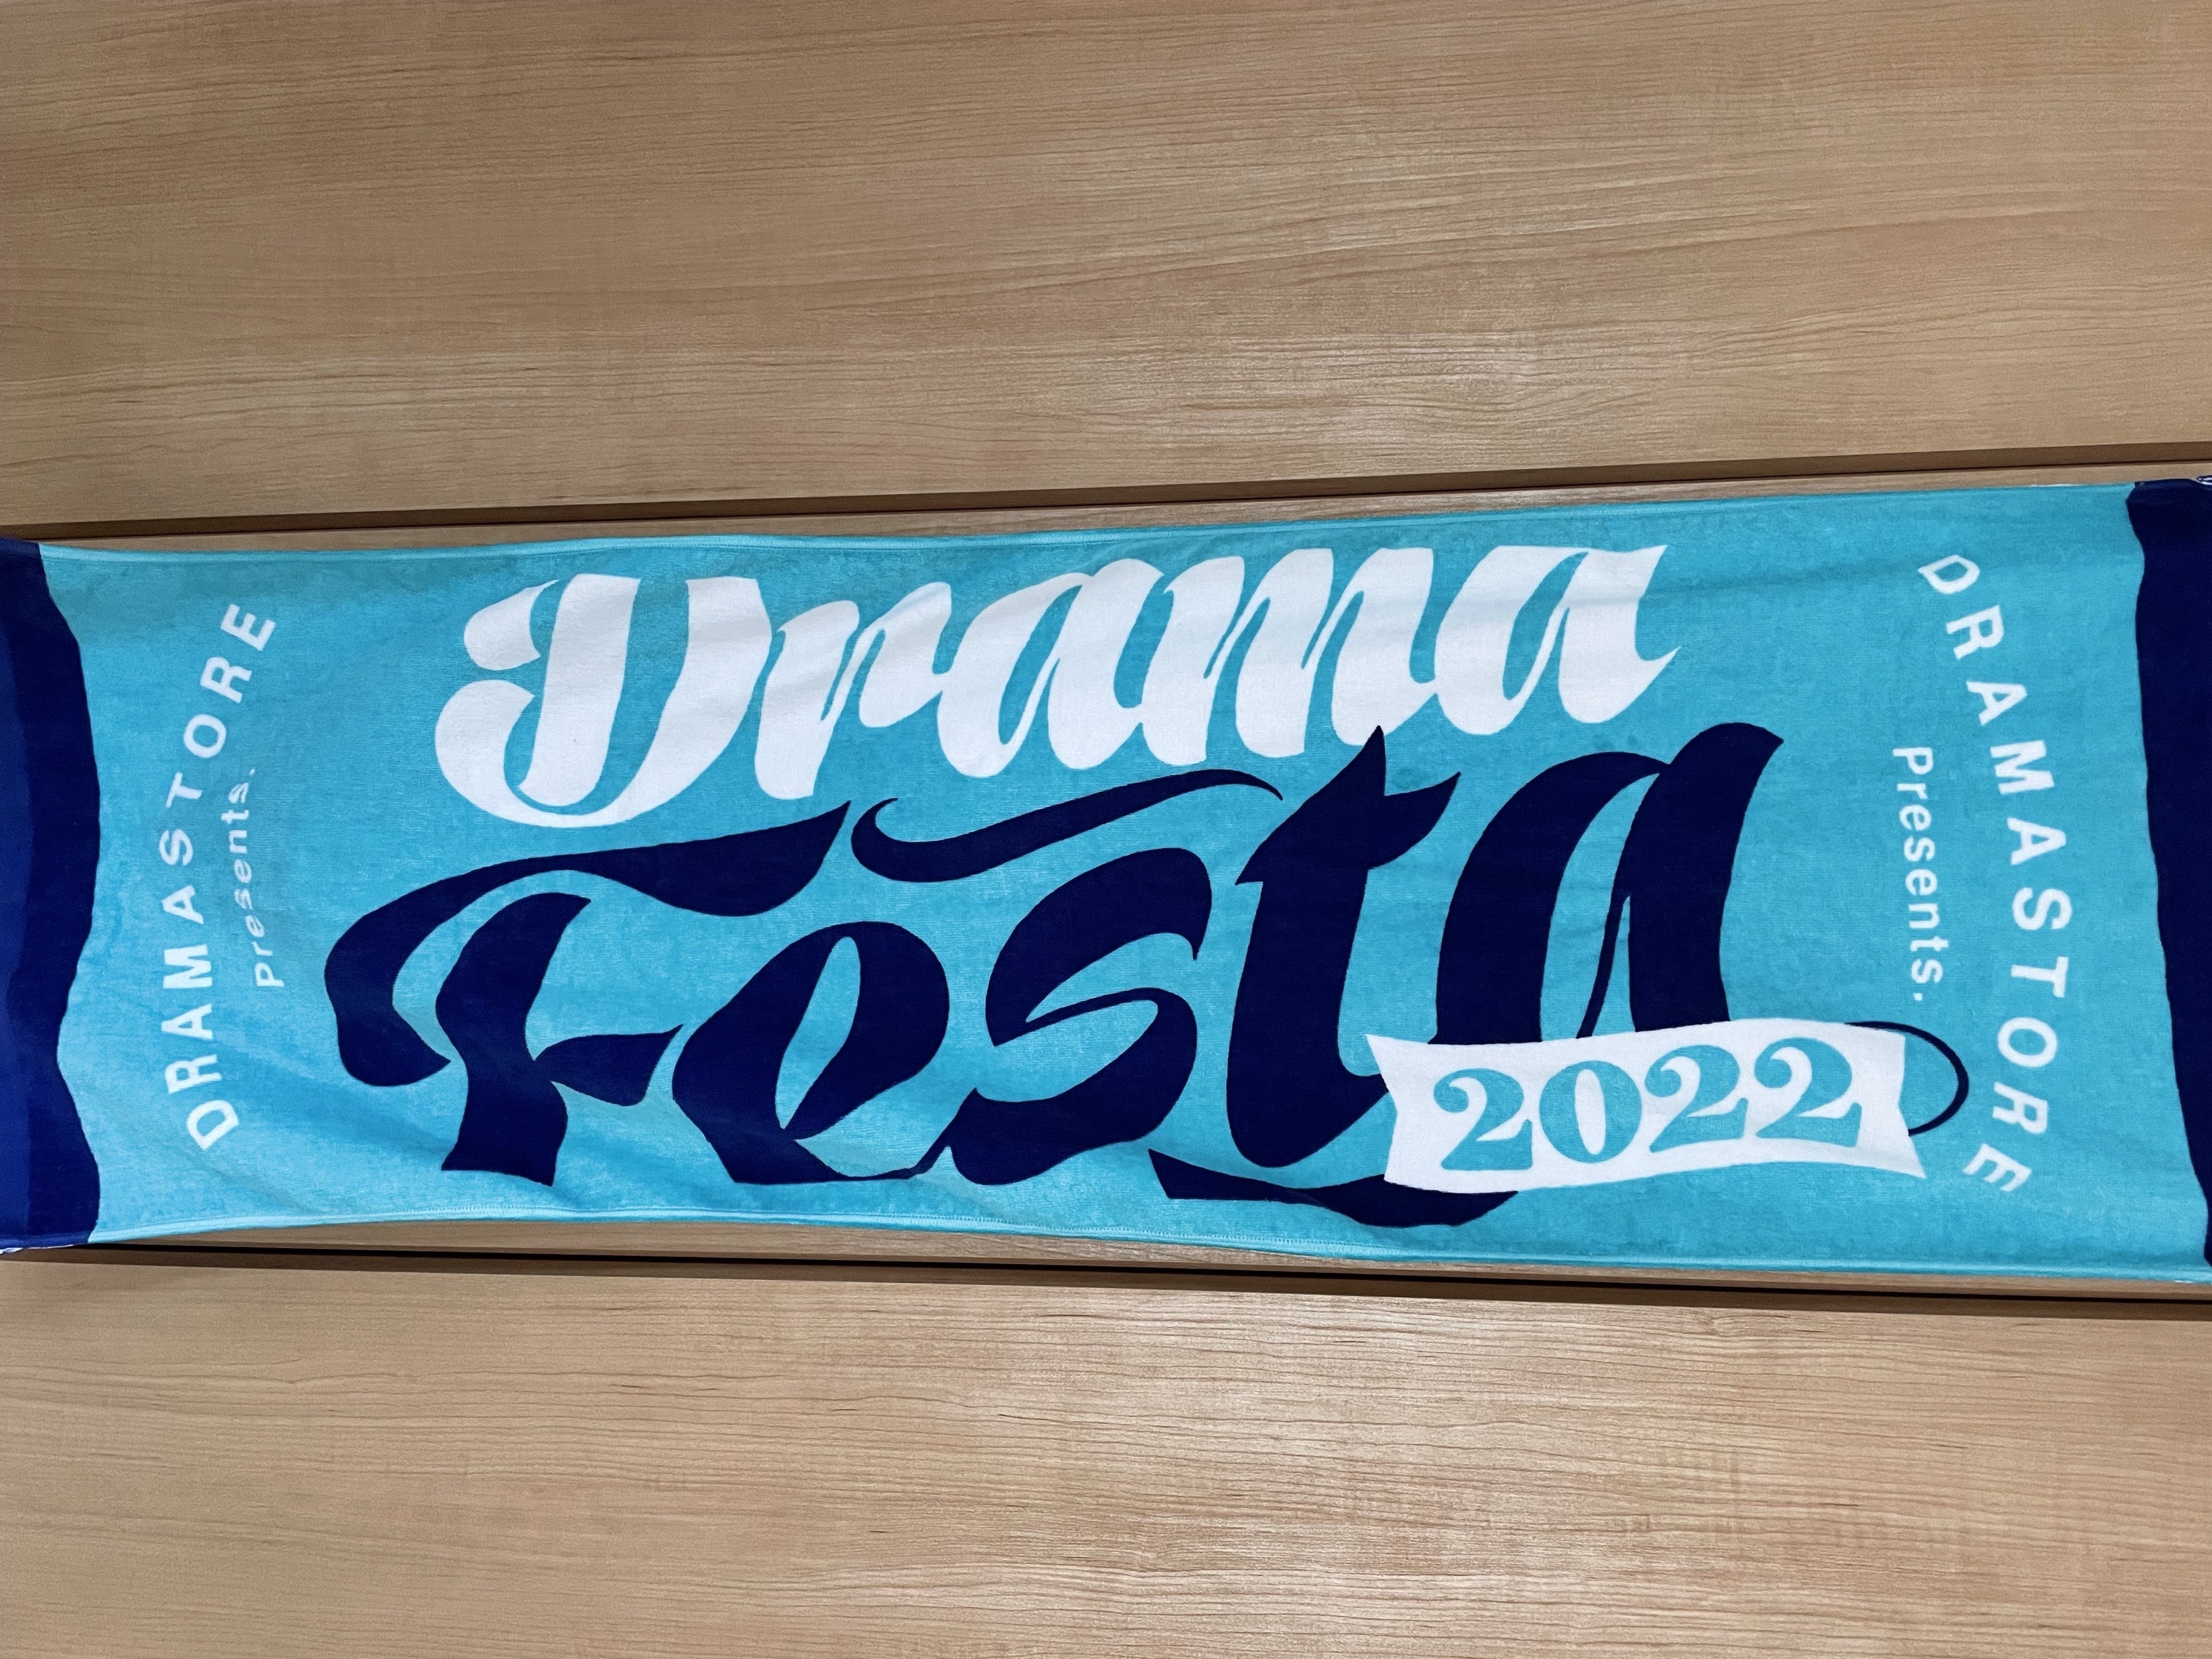 DRAMASTORE
Presents.
Drama
Festa
2022
DRAMASTORE
Presents.